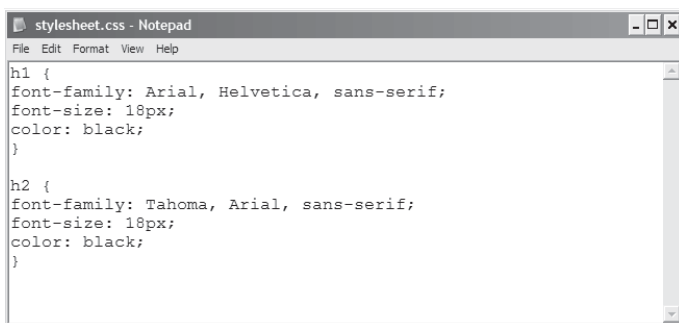 stylesheet.css - Notepad
File Edit Format View Help
h1 {
font-family: Arial, Helvetica, sans-serif;
font-size: 18px;
color: black;
}

h2 {
font-family: Tahoma, Arial, sans-serif;
font-size: 18px;
color: black;
}